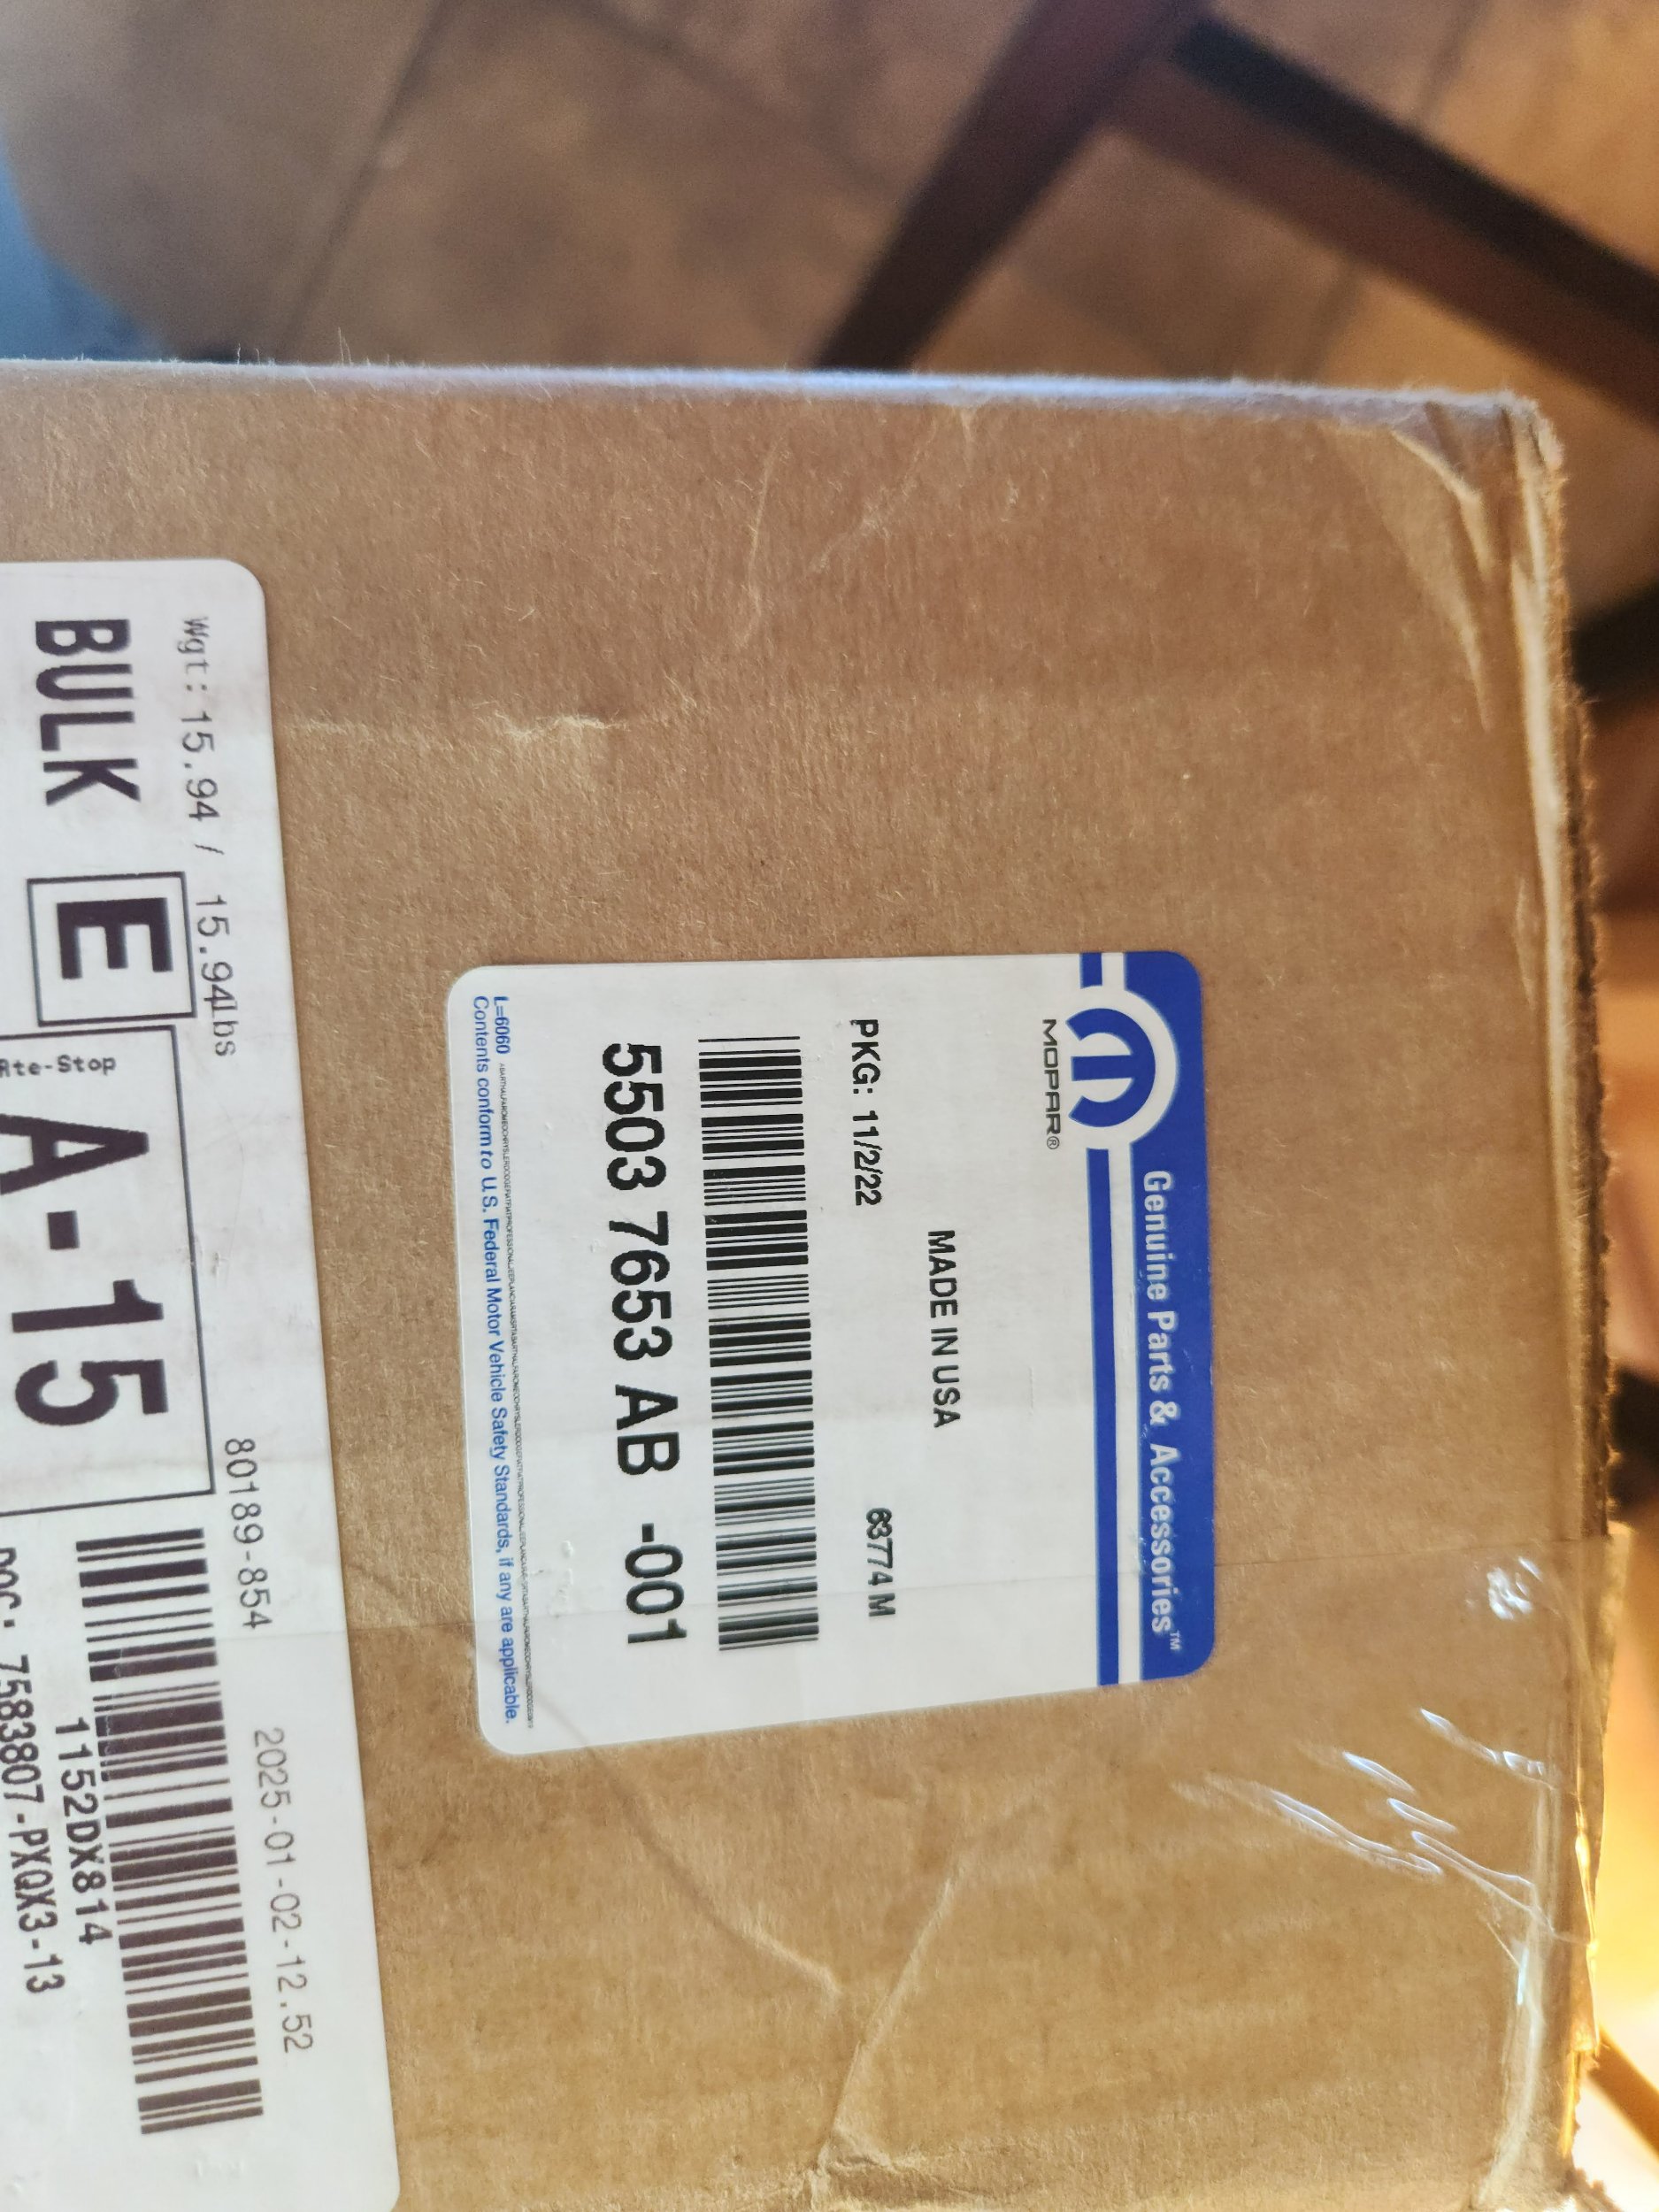 Genuine Parts & Accessories™
MOPAR®
MADE IN USA
PKG: 11/2/22 63774 M
5503 7653 AB -001
L=6060
Contents conform to U.S. Federal Motor Vehicle Safety Standards, if any are applicable.
80189-854 2025-01-02-12.52
Wgt: 15.94 / 15.94lbs
BULK E
Rte-Stop
A-15
1152DX814
7583807-PXQX3-13